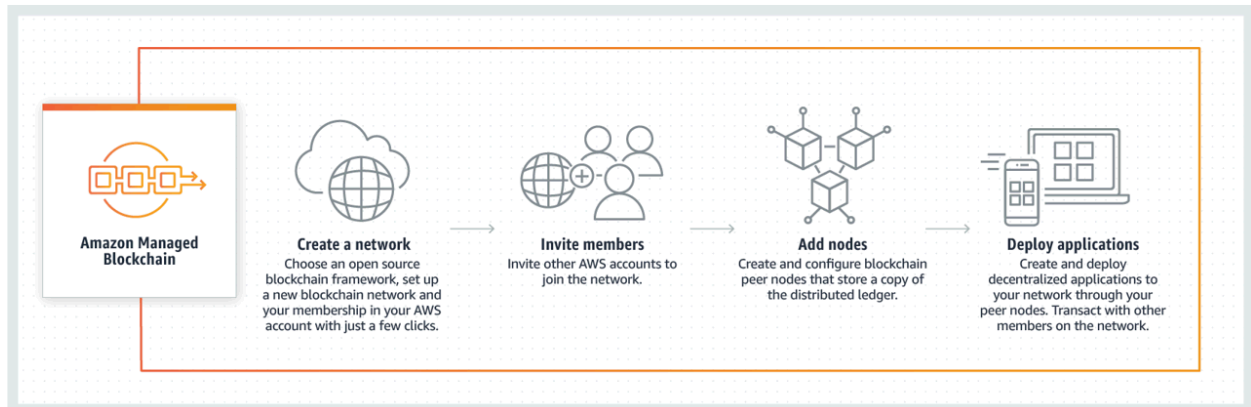 Amazon Managed
Blockchain
Create a network
Choose an open source
blockchain framework, set up
a new blockchain network and
your membership in your AWS
account with just a few clicks.
Invite members
Invite other AWS accounts to
join the network.
Add nodes
Create and configure blockchain
peer nodes that store a copy of
the distributed ledger.
Deploy applications
Create and deploy
decentralized applications to
your network through your
peer nodes. Transact with other
members on the network.